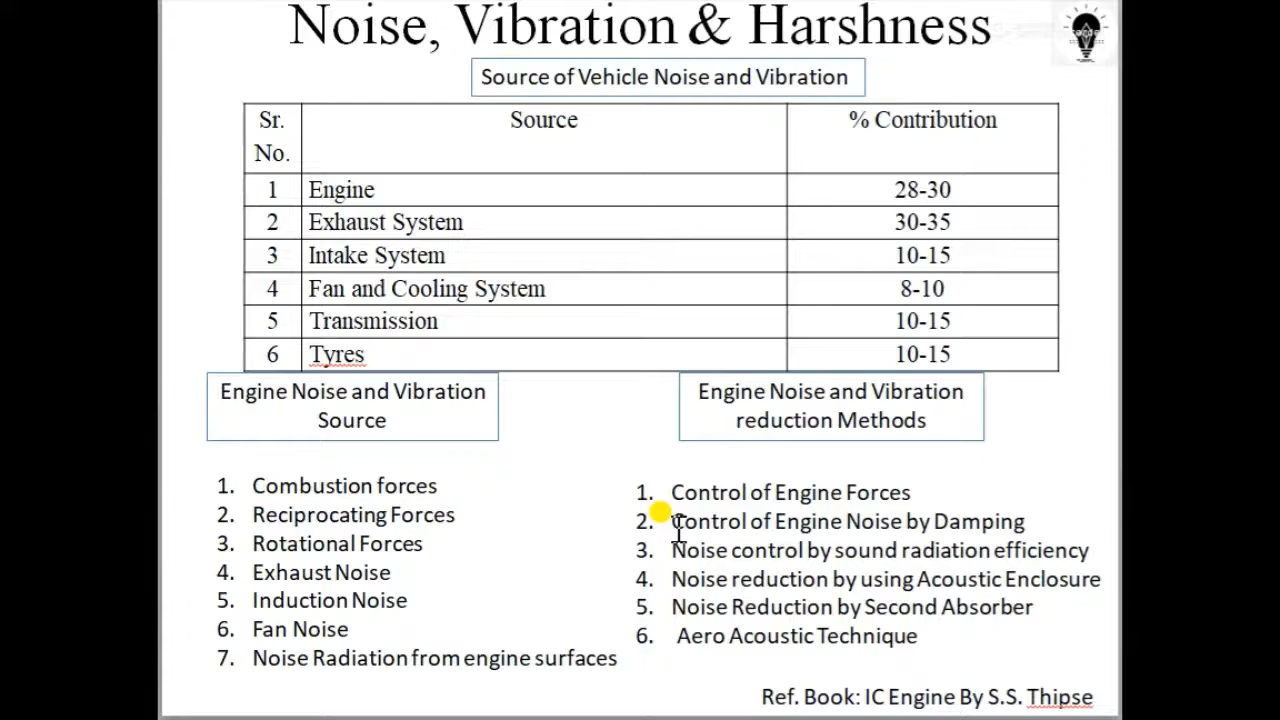 Noise, Vibration & Harshness
Source of Vehicle Noise and Vibration
Sr. No. Source % Contribution
1 Engine 28-30
2 Exhaust System 30-35
3 Intake System 10-15
4 Fan and Cooling System 8-10
5 Transmission 10-15
6 Tyres 10-15
Engine Noise and Vibration
Source
1. Combustion forces
2. Reciprocating Forces
3. Rotational Forces
4. Exhaust Noise
5. Induction Noise
6. Fan Noise
7. Noise Radiation from engine surfaces
Engine Noise and Vibration
reduction Methods
1. Control of Engine Forces
2. Control of Engine Noise by Damping
3. Noise control by sound radiation efficiency
4. Noise reduction by using Acoustic Enclosure
5. Noise Reduction by Second Absorber
6. Aero Acoustic Technique
Ref. Book: IC Engine By S.S. Thipse